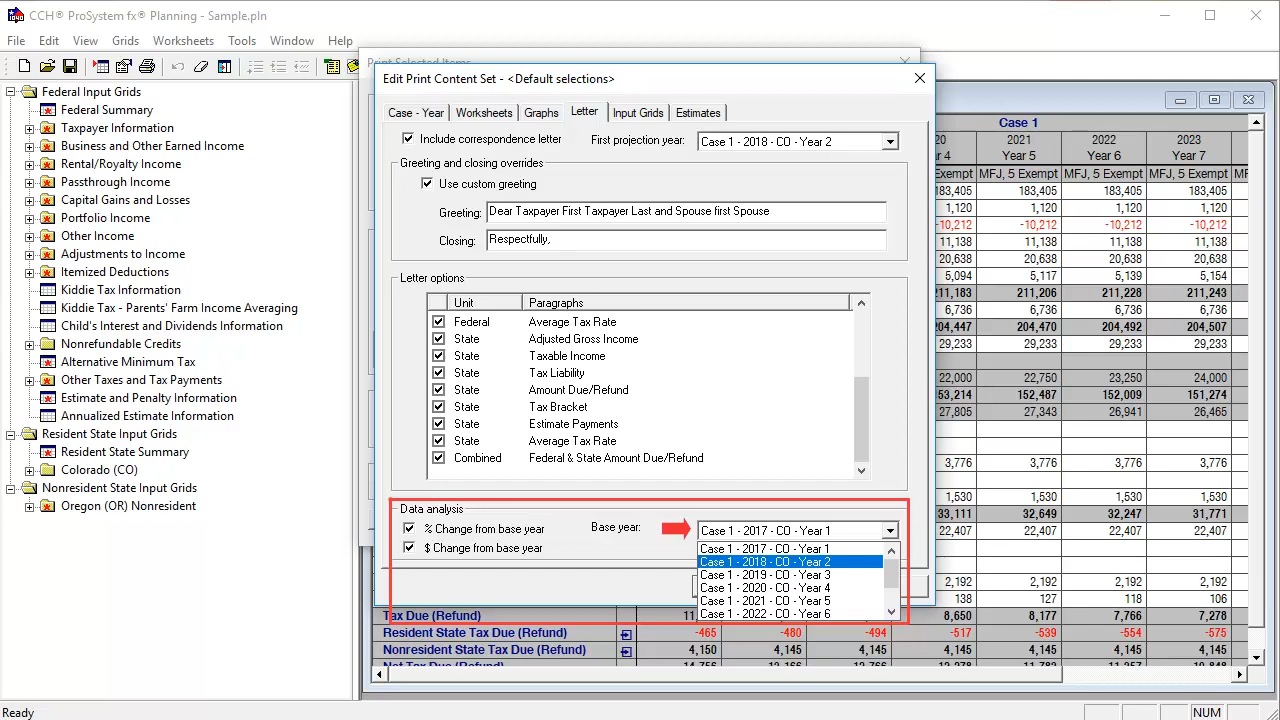 CCH® ProSystem fx® Planning - Sample.pln
File Edit View Grids Worksheets Tools Window Help
Print Selected Items
Federal Input Grids
Federal Summary
Taxpayer Information
Business and Other Earned Income
Rental/Royalty Income
Passthrough Income
Capital Gains and Losses
Portfolio Income
Other Income
Adjustments to Income
Itemized Deductions
Kiddie Tax Information
Kiddie Tax - Parents' Farm Income Averaging
Child's Interest and Dividends Information
Nonrefundable Credits
Alternative Minimum Tax
Other Taxes and Tax Payments
Estimate and Penalty Information
Annualized Estimate Information
Resident State Input Grids
Resident State Summary
Colorado (CO)
Nonresident State Input Grids
Oregon (OR) Nonresident
Edit Print Content Set - <Default selections>
Case - Year Worksheets Graphs Letter Input Grids Estimates
Include correspondence lette First projection year: Case 1 - 2018 - CO - Year 2
Greeting and closing overrides
Use custom greeting
Greeting: Dear Taxpayer First Taxpayer Last and Spouse first Spouse
Closing: Respectfully,
Letter options
Unit Paragraphs
Federal Average Tax Rate
State Adjusted Gross Income
State Taxable Income
State Tax Liability
State Amount Due/Refund
State Tax Bracket
State Estimate Payments
State Average Tax Rate
Combined Federal & State Amount Due/Refund
Data analysis
% Change from base year Base year: Case 1 - 2017 - CO - Year 1
$ Change from base year
Case 1 - 2017 - CO - Year 1
Case 1 - 2018 - CO - Year 2
Case 1 - 2019 - CO - Year 3
Case 1 - 2020 - CO - Year 4
Case 1 - 2021 - CO - Year 5
Case 1 - 2022 - CO - Year 6
Case 1
20 2021 2022 2023
r 4 Year 5 Year 6 Year 7
Exempt MFJ, 5 Exempt MFJ, 5 Exempt MFJ, 5 Exempt MF
183,405 183,405 183,405 183,405
1,120 1,120 1,120 1,120
-10,212 -10,212 -10,212 -10,212
11,138 11,138 11,138 11,138
20,638 20,638 20,638 20,638
5,094 5,117 5,139 5,154
211,183 211,206 211,228 211,243
6,736 6,736 6,736 6,736
204,447 204,470 204,492 204,507
29,233 29,233 29,233 29,233
22,000 22,750 23,250 24,000
153,214 152,487 152,009 151,274
27,805 27,343 26,941 26,465
3,776 3,776 3,776 3,776
1,530 1,530 1,530 1,530
33,111 32,649 32,247 31,771
22,407 22,407 22,407 22,407
2,192 2,192 2,192 2,192
138 127 118 106
Tax Due (Refund) 11, 8,650 8,177 7,766 7,278
Resident State Tax Due (Refund) -465 -480 -494 -517 -539 -554 -575
Nonresident State Tax Due (Refund) 4,150 4,145 4,145 4,145 4,145 4,145 4,145
Net Tax Due (Refund)
Ready NUM